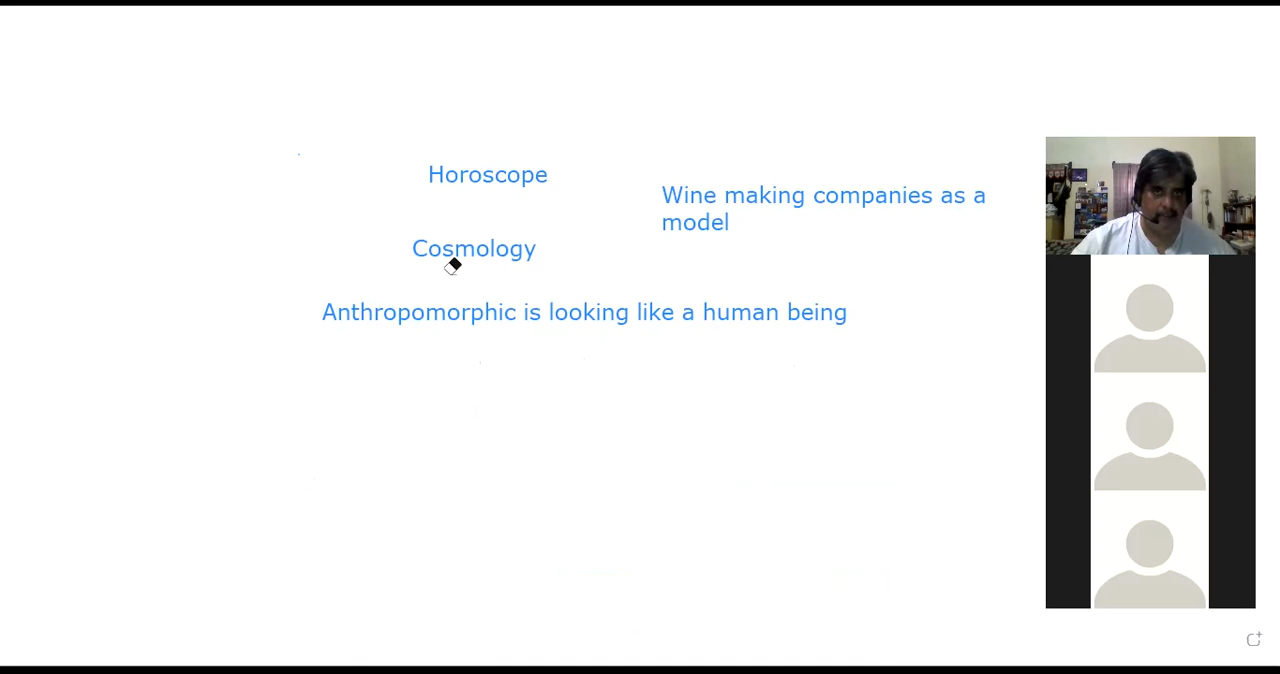 Horoscope
Wine making companies as a
model
Cosmology
Anthropomorphic is looking like a human being